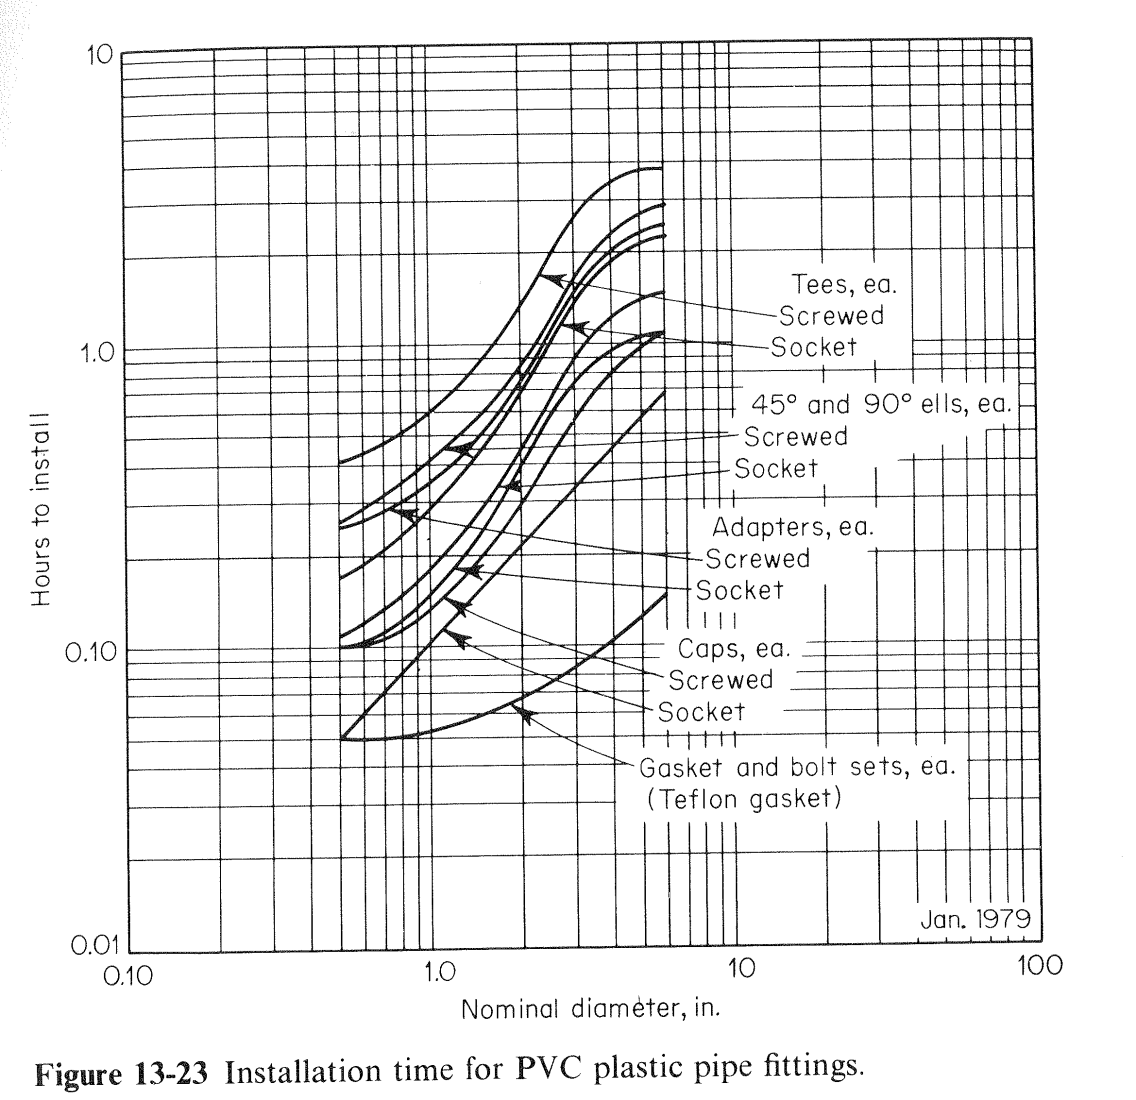 10
1.0
0.10
0.01
Hours to install
Tees, ea.
Screwed
Socket
45° and 90° ells, ea.
Screwed
Socket
Adapters, ea.
Screwed
Socket
Caps, ea.
Screwed
Socket
Gasket and bolt sets, ea.
(Teflon gasket)
Jan. 1979
0.10 1.0 10 100
Nominal diameter, in.
Figure 13-23 Installation time for PVC plastic pipe fittings.